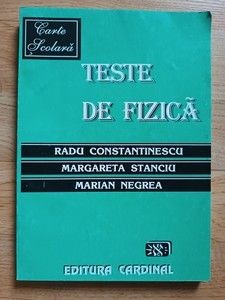 Carte
Școlară
TESTE
DE FIZICĂ
RADU CONSTANTINESCU
MARGARETA STANCIU
MARIAN NEGREA
EDITURA CARDINAL